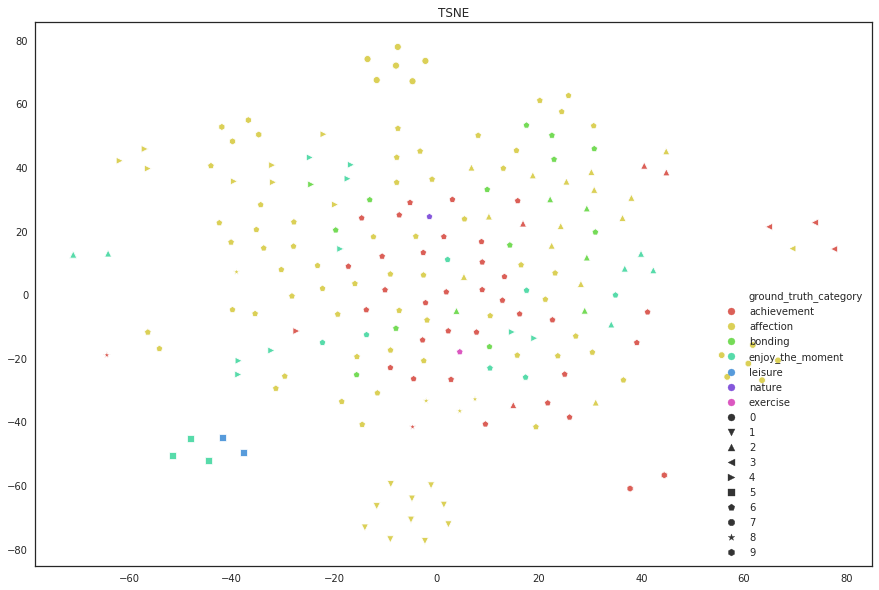 TSNE
80
60
40
20
0
−20
−40
−60
−80
ground_truth_category
achievement
affection
bonding
enjoy_the_moment
leisure
nature
exercise
0
1
2
3
4
5
6
7
8
9
−60 −40 −20 0 20 40 60 80